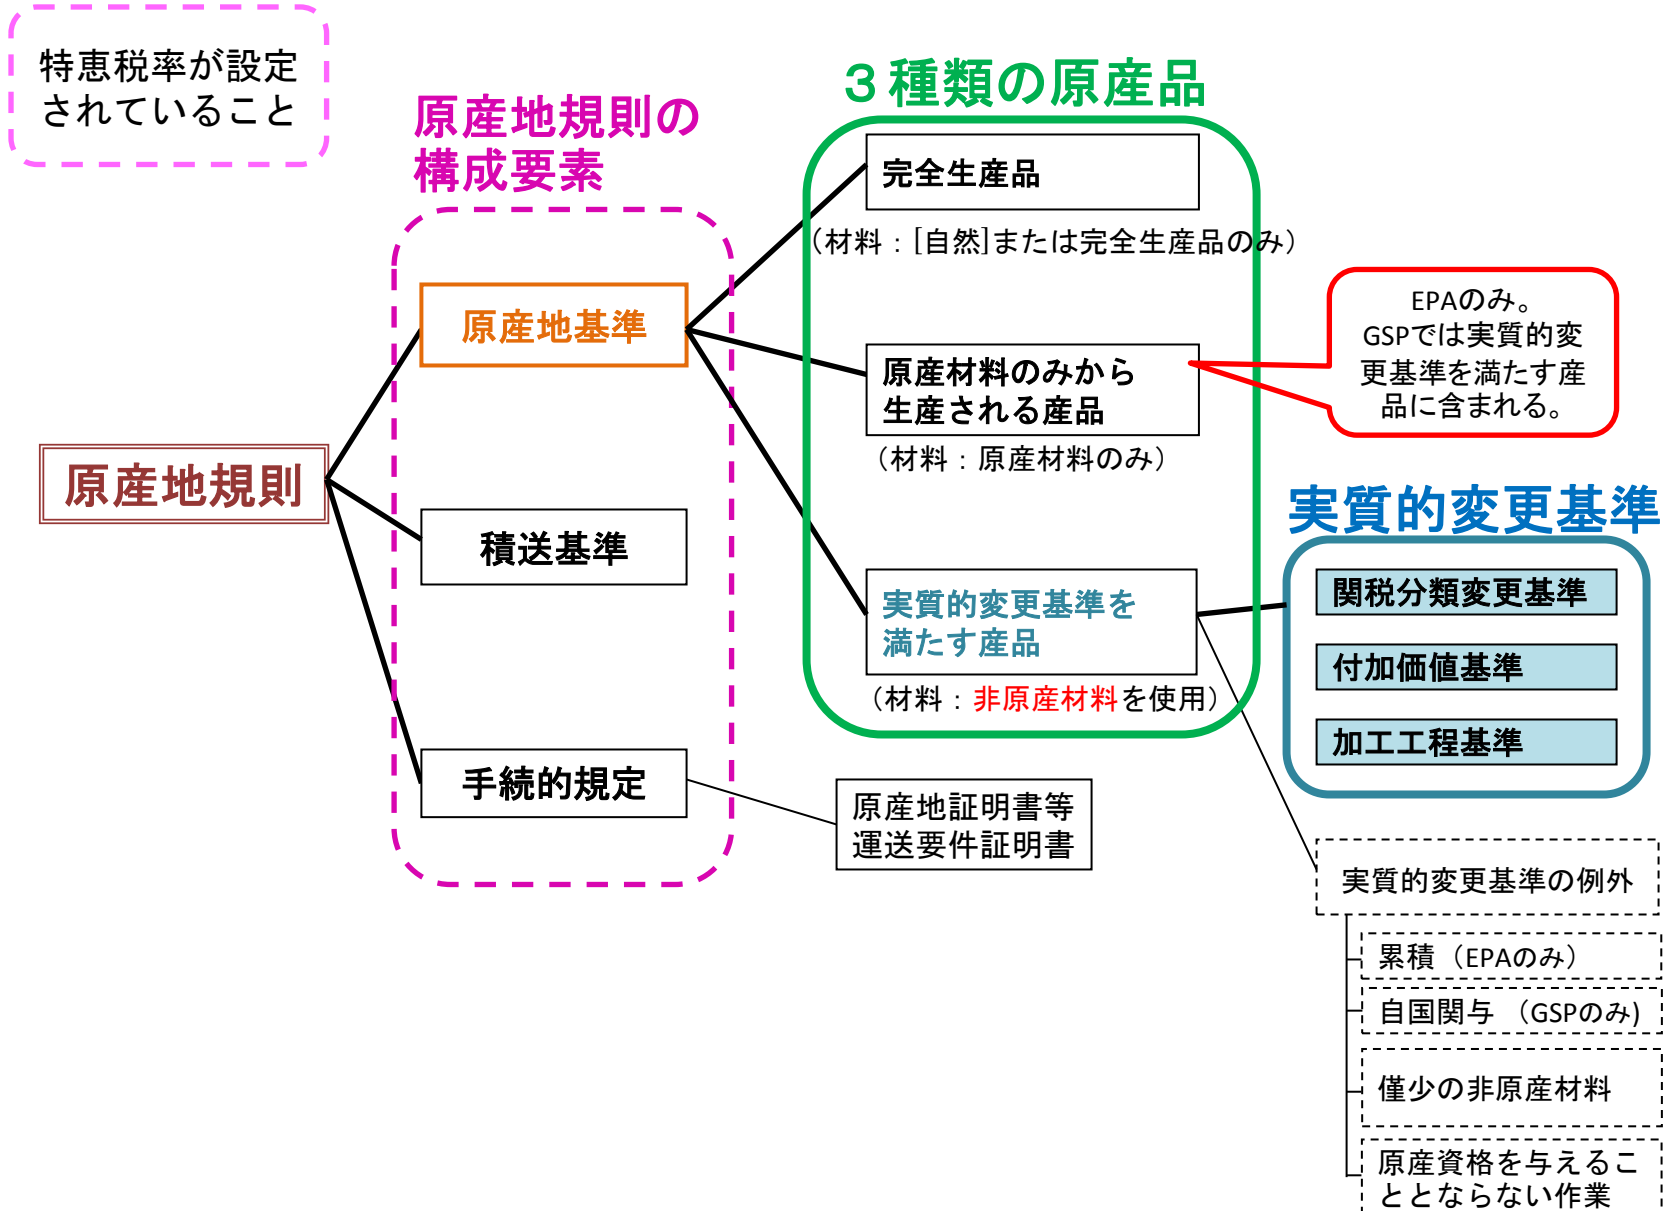 特恵税率が設定
されていること
原産地規則の
構成要素
３種類の原産品
完全生産品
（材料：[自然]または完全生産品のみ）
原産地基準
EPAのみ。
GSPでは実質的変
更基準を満たす産
品に含まれる。
原産材料のみから
生産される産品
（材料：原産材料のみ）
原産地規則
実質的変更基準
積送基準
実質的変更基準を
満たす産品
（材料：非原産材料を使用）
関税分類変更基準
付加価値基準
加工工程基準
手続的規定
原産地証明書等
運送要件証明書
実質的変更基準の例外
累積（EPAのみ）
自国関与 （GSPのみ)
僅少の非原産材料
原産資格を与えるこ
ととならない作業